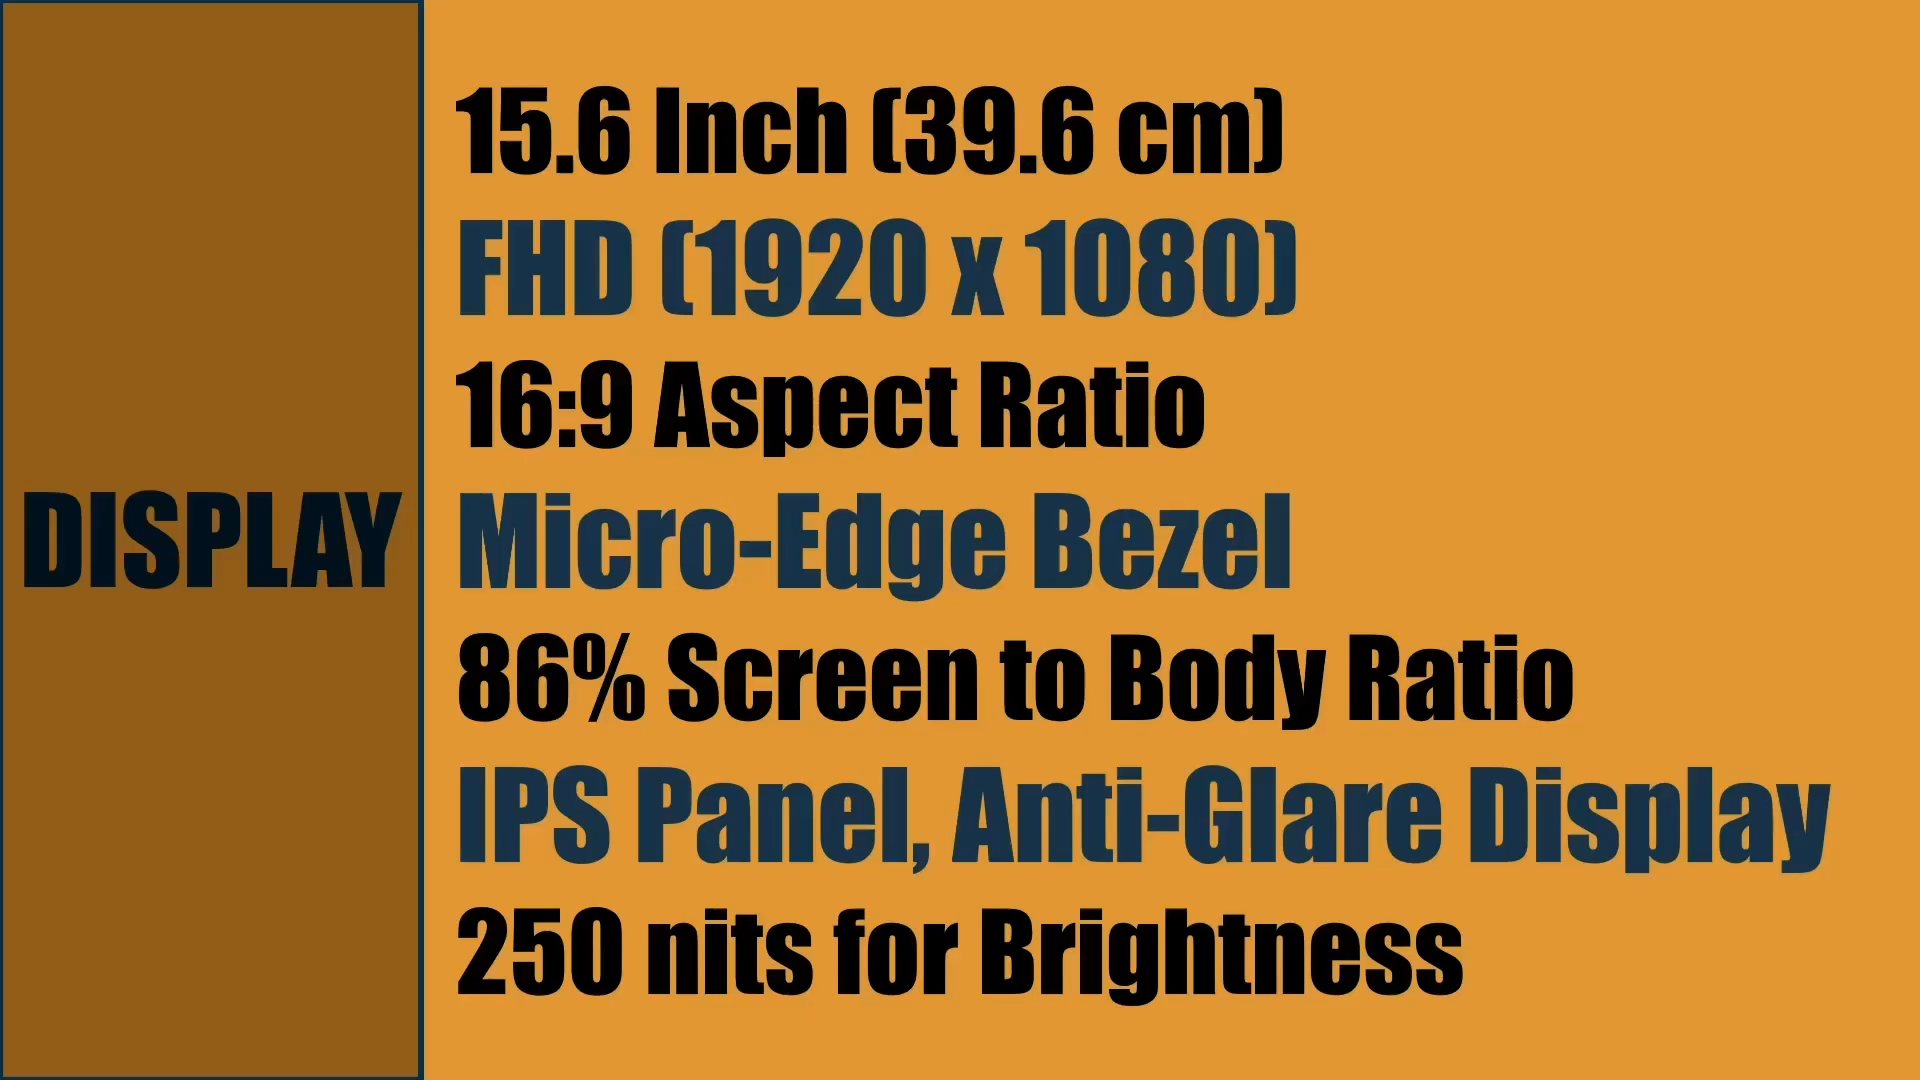 DISPLAY
15.6 Inch (39.6 cm)
FHD (1920 x 1080)
16:9 Aspect Ratio
Micro-Edge Bezel
86% Screen to Body Ratio
IPS Panel, Anti-Glare Display
250 nits for Brightness